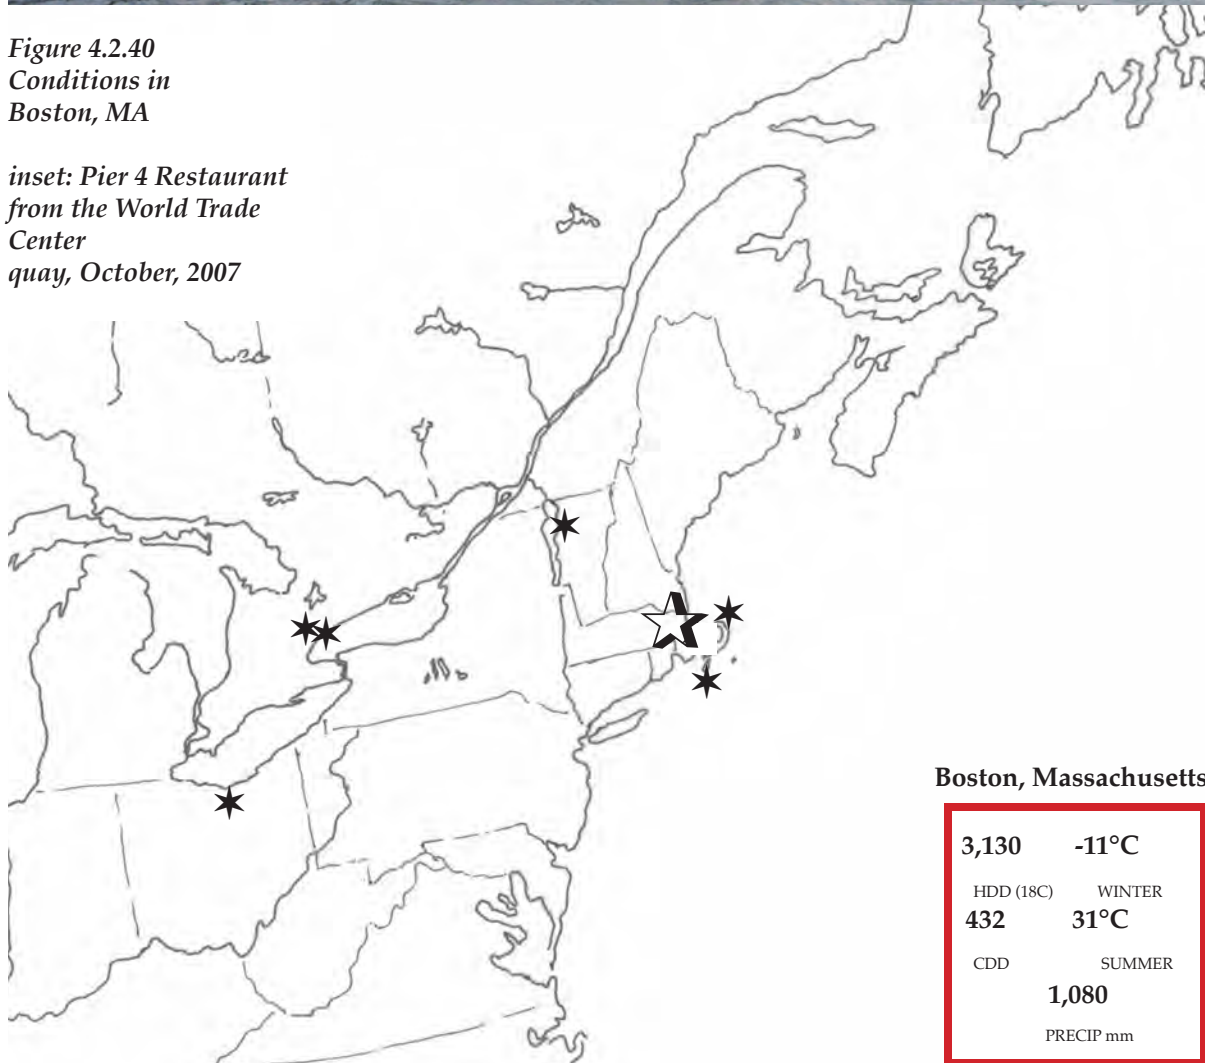 Figure 4.2.40
Conditions in
Boston, MA
inset: Pier 4 Restaurant
from the World Trade
Center
quay, October, 2007
Boston, Massachusetts
3,130 -11°C
HDD (18C) WINTER
432 31°C
CDD SUMMER
1,080
PRECIP mm